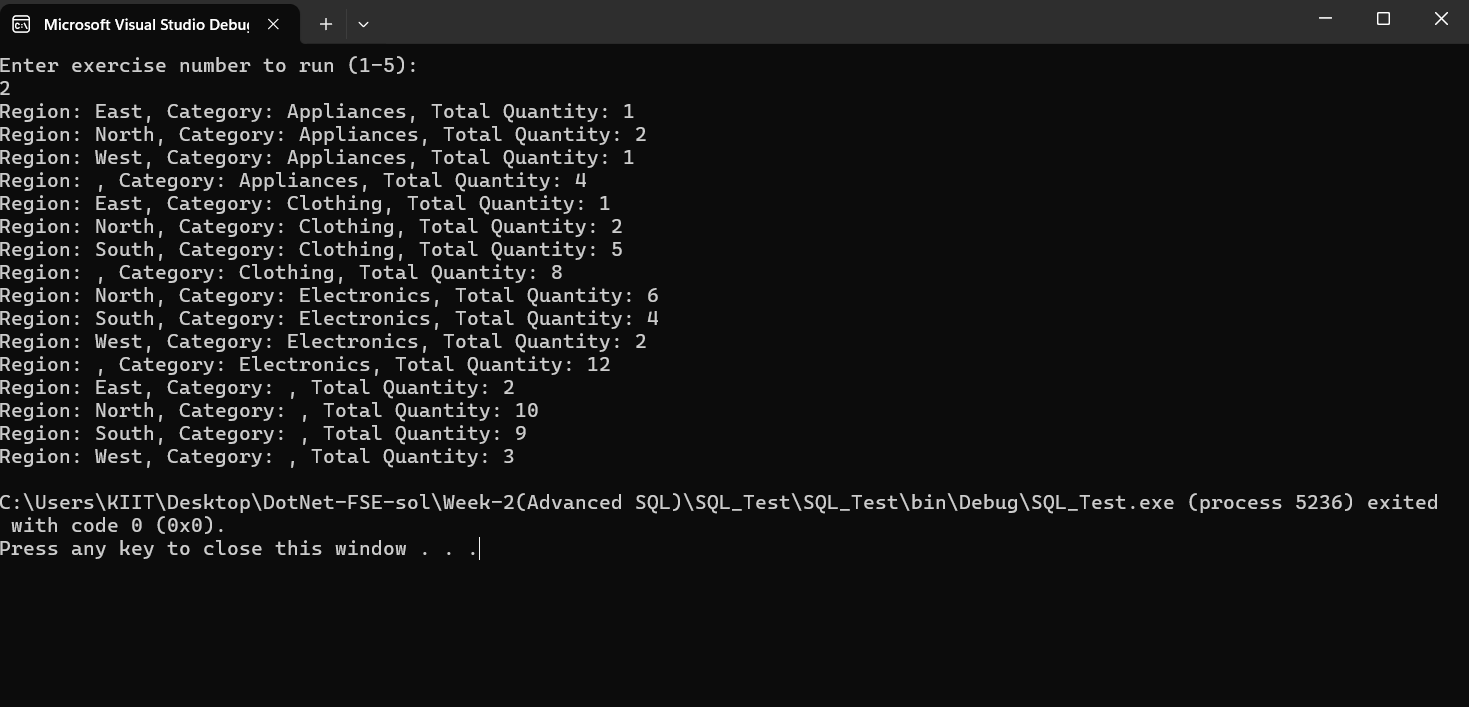 Microsoft Visual Studio Debug
Enter exercise number to run (1-5):
2
Region: East, Category: Appliances, Total Quantity: 1
Region: North, Category: Appliances, Total Quantity: 2
Region: West, Category: Appliances, Total Quantity: 1
Region: , Category: Appliances, Total Quantity: 4
Region: East, Category: Clothing, Total Quantity: 1
Region: North, Category: Clothing, Total Quantity: 2
Region: South, Category: Clothing, Total Quantity: 5
Region: , Category: Clothing, Total Quantity: 8
Region: North, Category: Electronics, Total Quantity: 6
Region: South, Category: Electronics, Total Quantity: 4
Region: West, Category: Electronics, Total Quantity: 2
Region: , Category: Electronics, Total Quantity: 12
Region: East, Category: , Total Quantity: 2
Region: North, Category: , Total Quantity: 10
Region: South, Category: , Total Quantity: 9
Region: West, Category: , Total Quantity: 3
C:\Users\KIIT\Desktop\DotNet-FSE-sol\Week-2(Advanced SQL)\SQL_Test\SQL_Test\bin\Debug\SQL_Test.exe (process 5236) exited
 with code 0 (0x0).
Press any key to close this window . . .